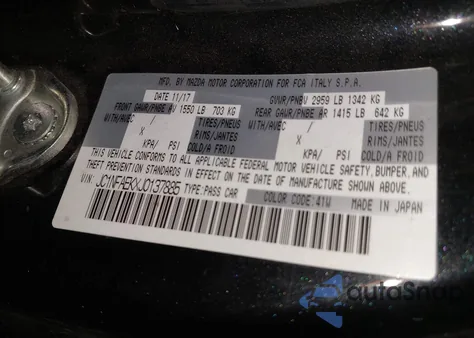 MFD. BY MAZDA MOTOR CORPORATION FOR FCA ITALY S.P.A.
DATE 11/17 GVWR/PNBV 2959 LB 1342 KG
FRONT GAWR/PNBE AV 1550 LB 703 KG REAR GAWR/PNBE AR 1415 LB 642 KG
WITH/AVEC / TIRES/PNEUS WITH/AVEC / TIRES/PNEUS
X RIMS/JANTES X RIMS/JANTES
KPA/ PSI COLD/A FROID KPA/ PSI COLD/A FROID
THIS VEHICLE CONFORMS TO ALL APPLICABLE FEDERAL MOTOR VEHICLE SAFETY, BUMPER, AND
THEFT PREVENTION STANDARDS IN EFFECT ON THE DATE OF MANUFACTURE SHOWN ABOVE.
VIN: JC1NFAEKXJ0137685 TYPE: PASS CAR COLOR CODE: 41W MADE IN JAPAN
autoSnap